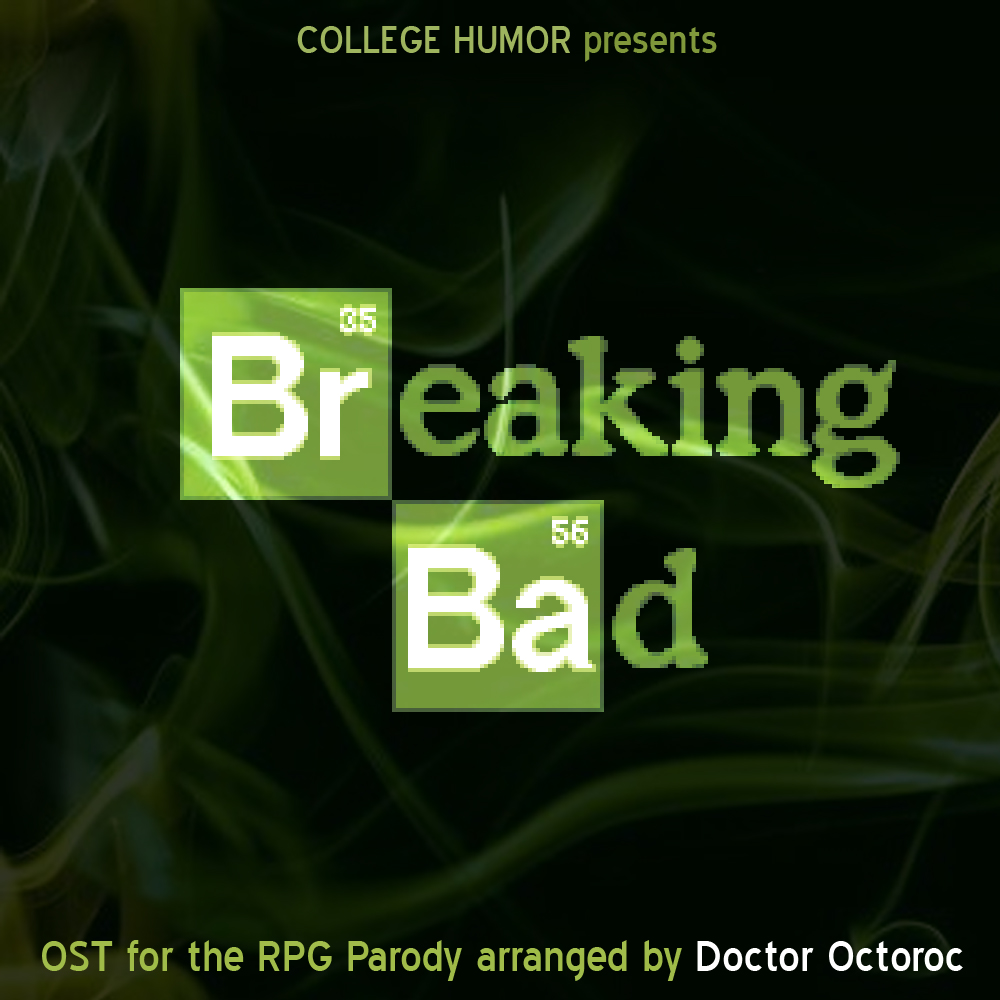 COLLEGE HUMOR presents
35
Breaking
56
Bad
OST for the RPG Parody arranged by Doctor Octoroc